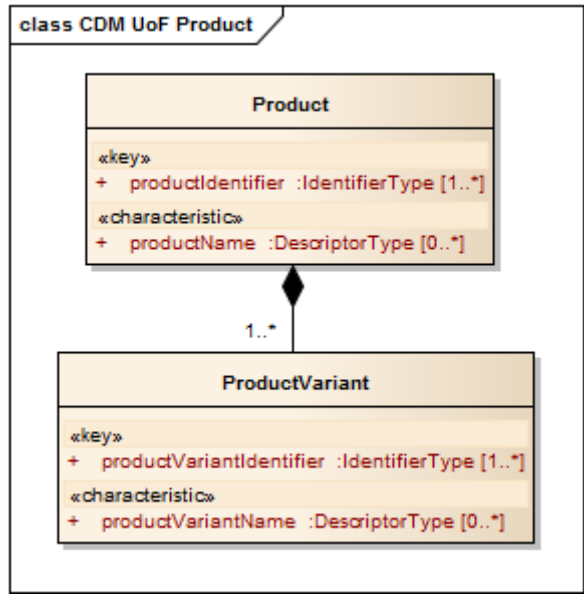 class CDM UoF Product
Product
«key»
+ productIdentifier :IdentifierType [1..*]
«characteristic»
+ productName :DescriptorType [0..*]
1..*
ProductVariant
«key»
+ productVariantIdentifier :IdentifierType [1..*]
«characteristic»
+ productVariantName :DescriptorType [0..*]